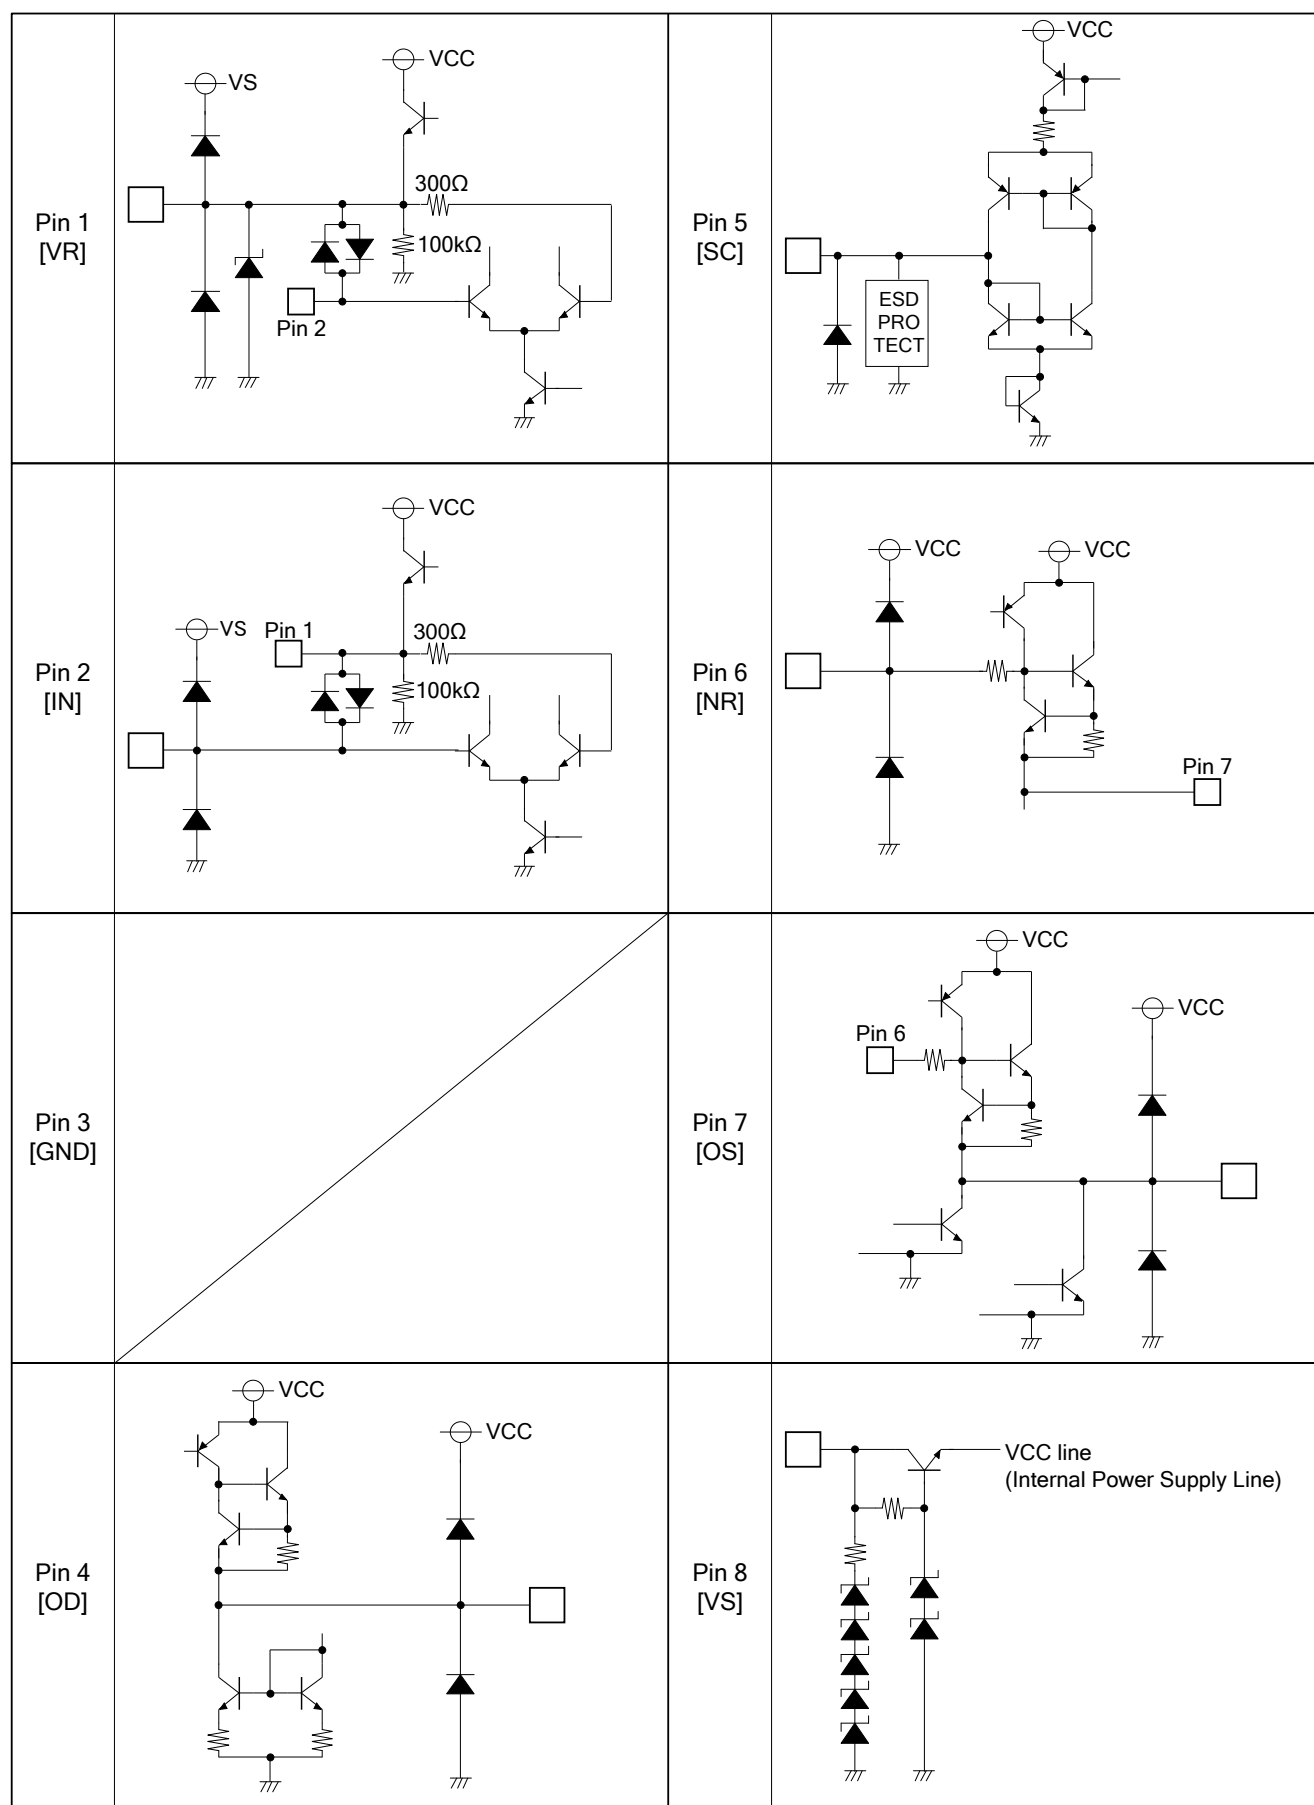 Pin 1
[VR]
VS
VCC
300Ω
100kΩ
Pin 2
Pin 5
[SC]
VCC
ESD
PRO
TECT
Pin 2
[IN]
VS
Pin 1
VCC
300Ω
100kΩ
Pin 6
[NR]
VCC
VCC
Pin 7
Pin 3
[GND]
Pin 7
[OS]
VCC
Pin 6
VCC
Pin 4
[OD]
VCC
VCC
Pin 8
[VS]
VCC line
(Internal Power Supply Line)